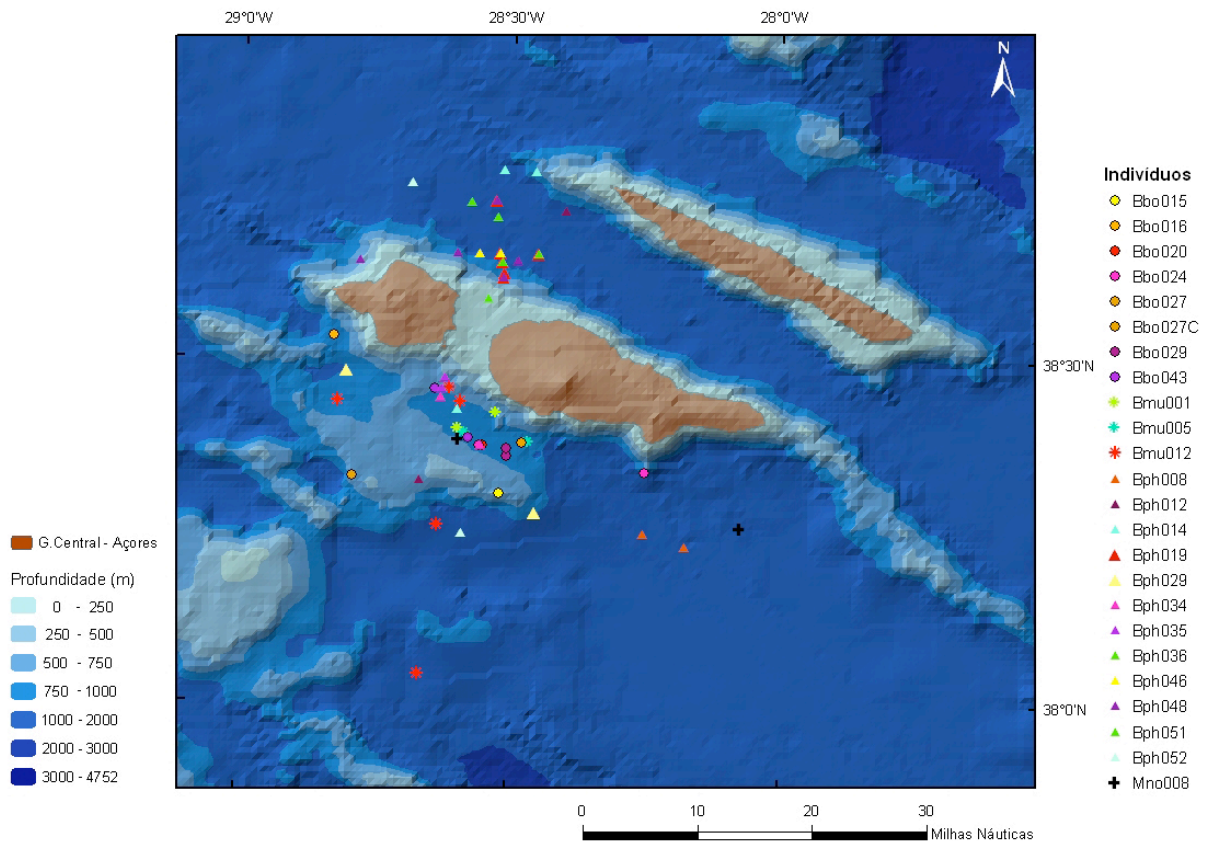 29°0'W 28°30'W 28°0'W
N
38°30'N
38°0'N
Indivíduos
Bbo015
Bbo016
Bbo020
Bbo024
Bbo027
Bbo027C
Bbo029
Bbo043
Bmu001
Bmu005
Bmu012
Bph008
Bph012
Bph014
Bph019
Bph029
Bph034
Bph035
Bph036
Bph046
Bph048
Bph051
Bph052
Mno008
G.Central - Açores
Profundidade (m)
0 - 250
250 - 500
500 - 750
750 - 1000
1000 - 2000
2000 - 3000
3000 - 4752
0 10 20 30
Milhas Náuticas